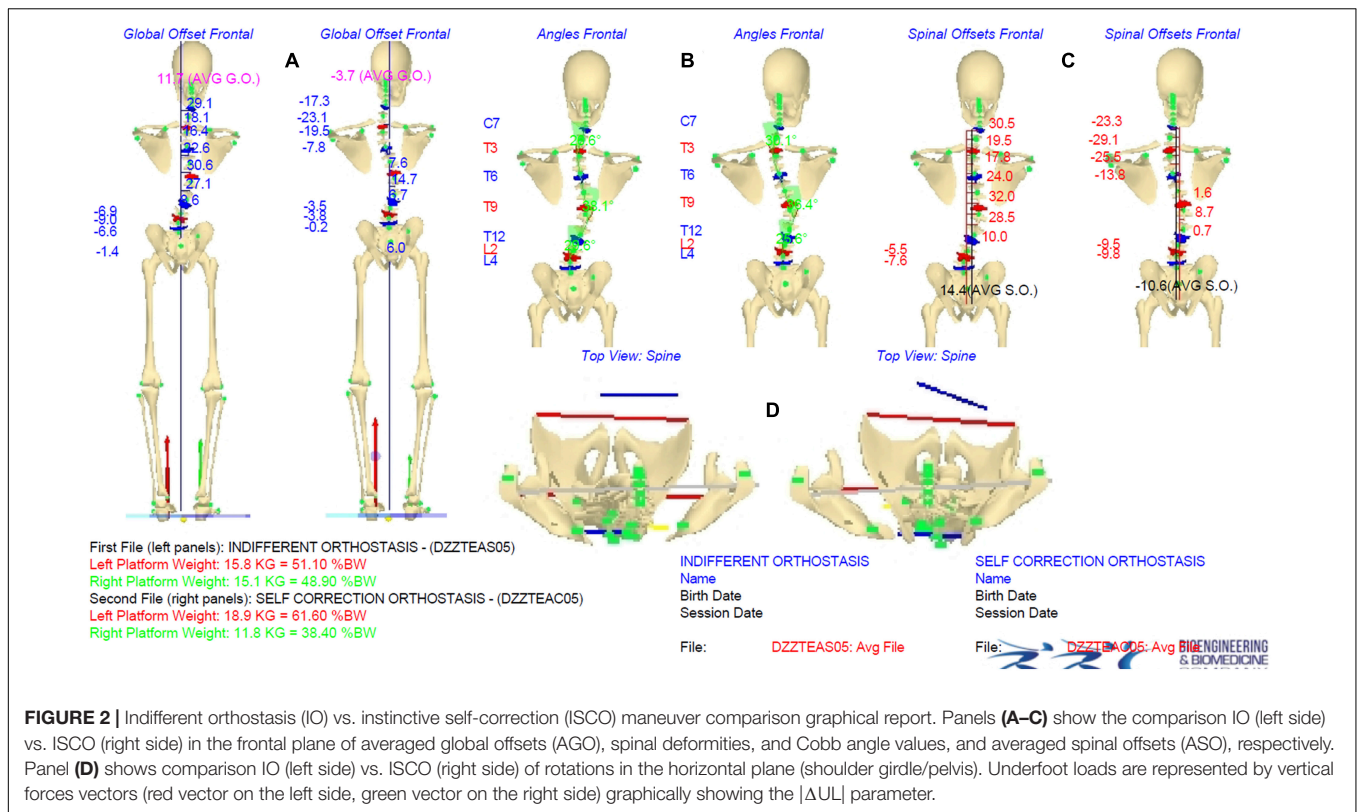 Global Offset Frontal
A
Global Offset Frontal
11.7 (AVG G.O.)
29.1
18.1
16.4
22.6
30.6
27.1
-6.9
-9.0
-6.6
-1.4
-3.7 (AVG G.O.)
-17.3
-23.1
-19.5
-7.8
7.6
14.7
6.7
-3.5
-3.8
-0.2
6.0
Angles Frontal
B
Angles Frontal
C7
T3
T6
T9
T12
L2
L4
C7
T3
T6
T9
T12
L2
L4
Spinal Offsets Frontal
C
Spinal Offsets Frontal
30.5
19.5
17.8
24.0
32.0
28.5
10.0
-5.5
-7.6
14.4(AVG S.O.)
-23.3
-29.1
-25.5
-13.8
1.6
8.7
0.7
-9.5
-9.8
-10.6(AVG S.O.)
Top View: Spine
D
Top View: Spine
First File (left panels): INDIFFERENT ORTHOSTASIS - (DZZTEAS05)
Left Platform Weight: 15.8 KG = 51.10 %BW
Right Platform Weight: 15.1 KG = 48.90 %BW
Second File (right panels): SELF CORRECTION ORTHOSTASIS - (DZZTEAC05)
Left Platform Weight: 18.9 KG = 61.60 %BW
Right Platform Weight: 11.8 KG = 38.40 %BW
INDIFFERENT ORTHOSTASIS
Name
Birth Date
Session Date
File: DZZTEAS05: Avg File
SELF CORRECTION ORTHOSTASIS
Name
Birth Date
Session Date
File: DZZTEAC05: Avg File
BIOENGINEERING
& BIOMEDICINE
FIGURE 2 | Indifferent orthostasis (IO) vs. instinctive self-correction (ISCO) maneuver comparison graphical report. Panels (A–C) show the comparison IO (left side)
vs. ISCO (right side) in the frontal plane of averaged global offsets (AGO), spinal deformities, and Cobb angle values, and averaged spinal offsets (ASO), respectively.
Panel (D) shows comparison IO (left side) vs. ISCO (right side) of rotations in the horizontal plane (shoulder girdle/pelvis). Underfoot loads are represented by vertical
forces vectors (red vector on the left side, green vector on the right side) graphically showing the |ΔUL| parameter.